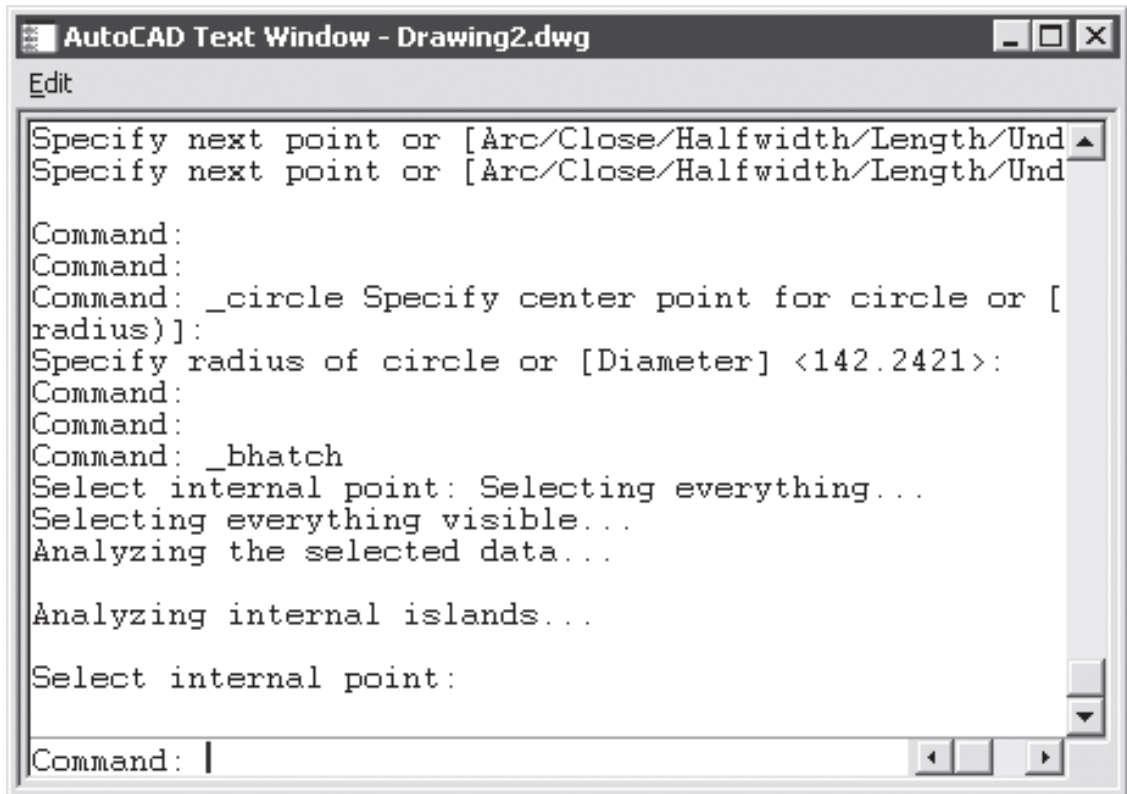 AutoCAD Text Window - Drawing2.dwg
Edit
Specify next point or [Arc/Close/Halfwidth/Length/Und
Specify next point or [Arc/Close/Halfwidth/Length/Und
Command:
Command:
Command: _circle Specify center point for circle or [
radius)]:
Specify radius of circle or [Diameter] <142.2421>:
Command:
Command:
Command: _bhatch
Select internal point: Selecting everything...
Selecting everything visible...
Analyzing the selected data...
Analyzing internal islands...
Select internal point:
Command: